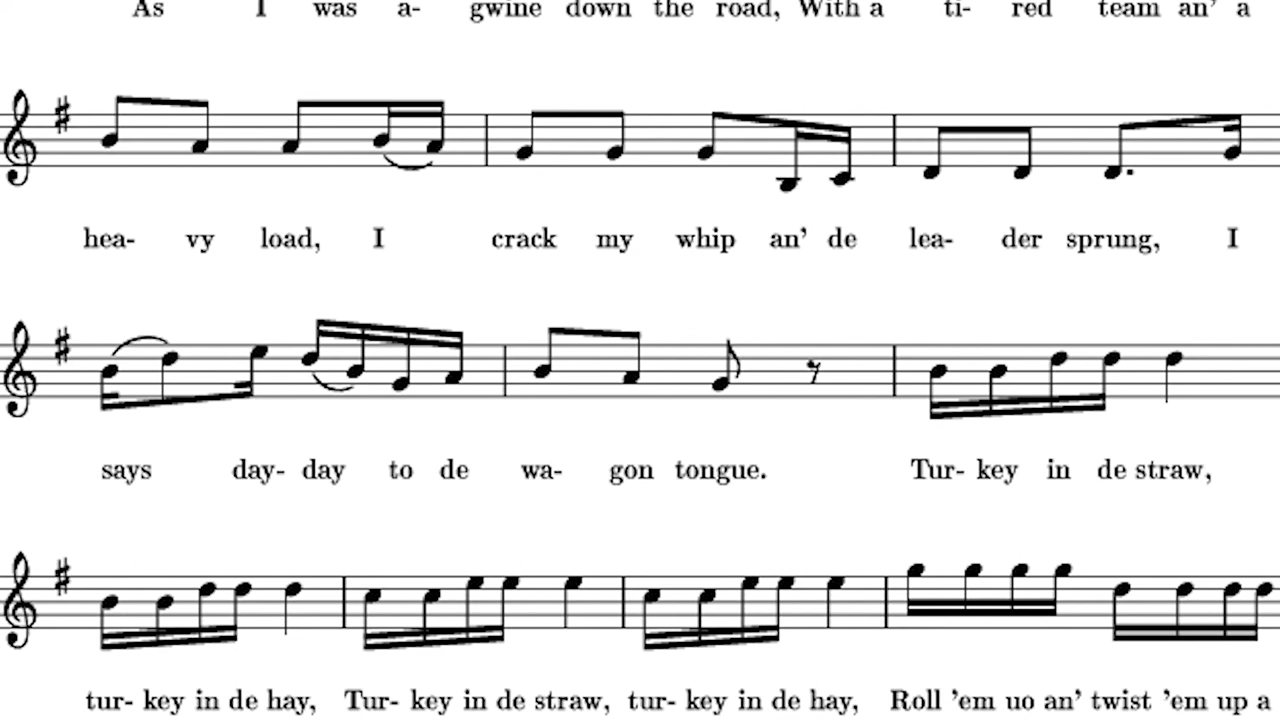 As I was a- gwine down the road, With a ti- red team an' a
hea- vy load, I crack my whip an' de lea- der sprung, I
says day- day to de wa- gon tongue. Tur- key in de straw,
tur- key in de hay, Tur- key in de straw, tur- key in de hay, Roll 'em uo an' twist 'em up a